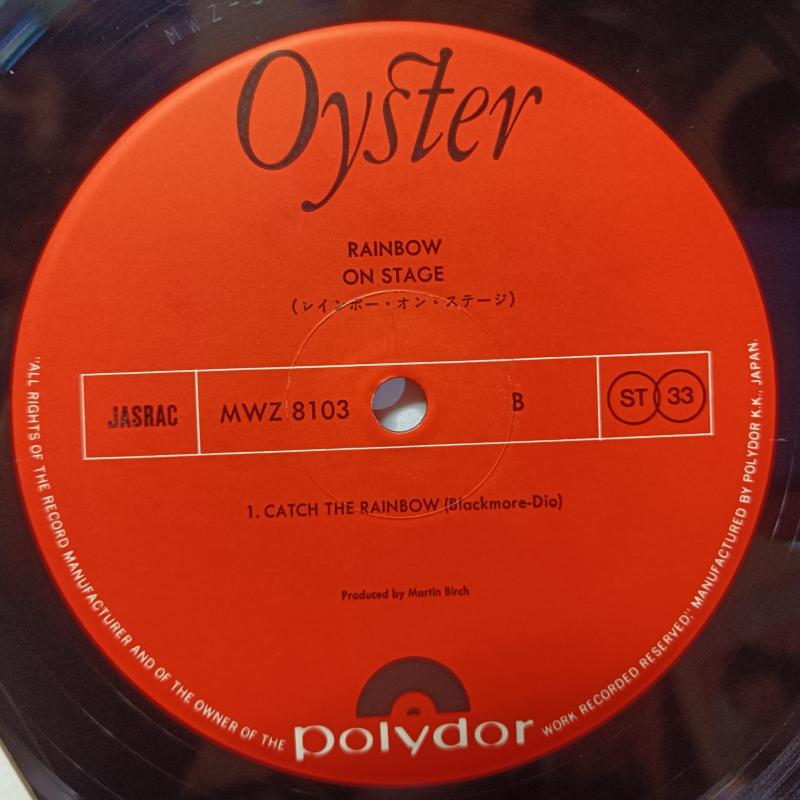 Oyster
RAINBOW
ON STAGE
(レインボー・オン・ステージ)
JASRAC
MWZ 8103
B
ST 33
1. CATCH THE RAINBOW (Blackmore-Dio)
Produced by Martin Birch
"ALL RIGHTS OF THE RECORD MANUFACTURER AND OF THE OWNER OF THE WORK RECORDED RESERVED." MANUFACTURED BY POLYDOR K.K., JAPAN.
polydor